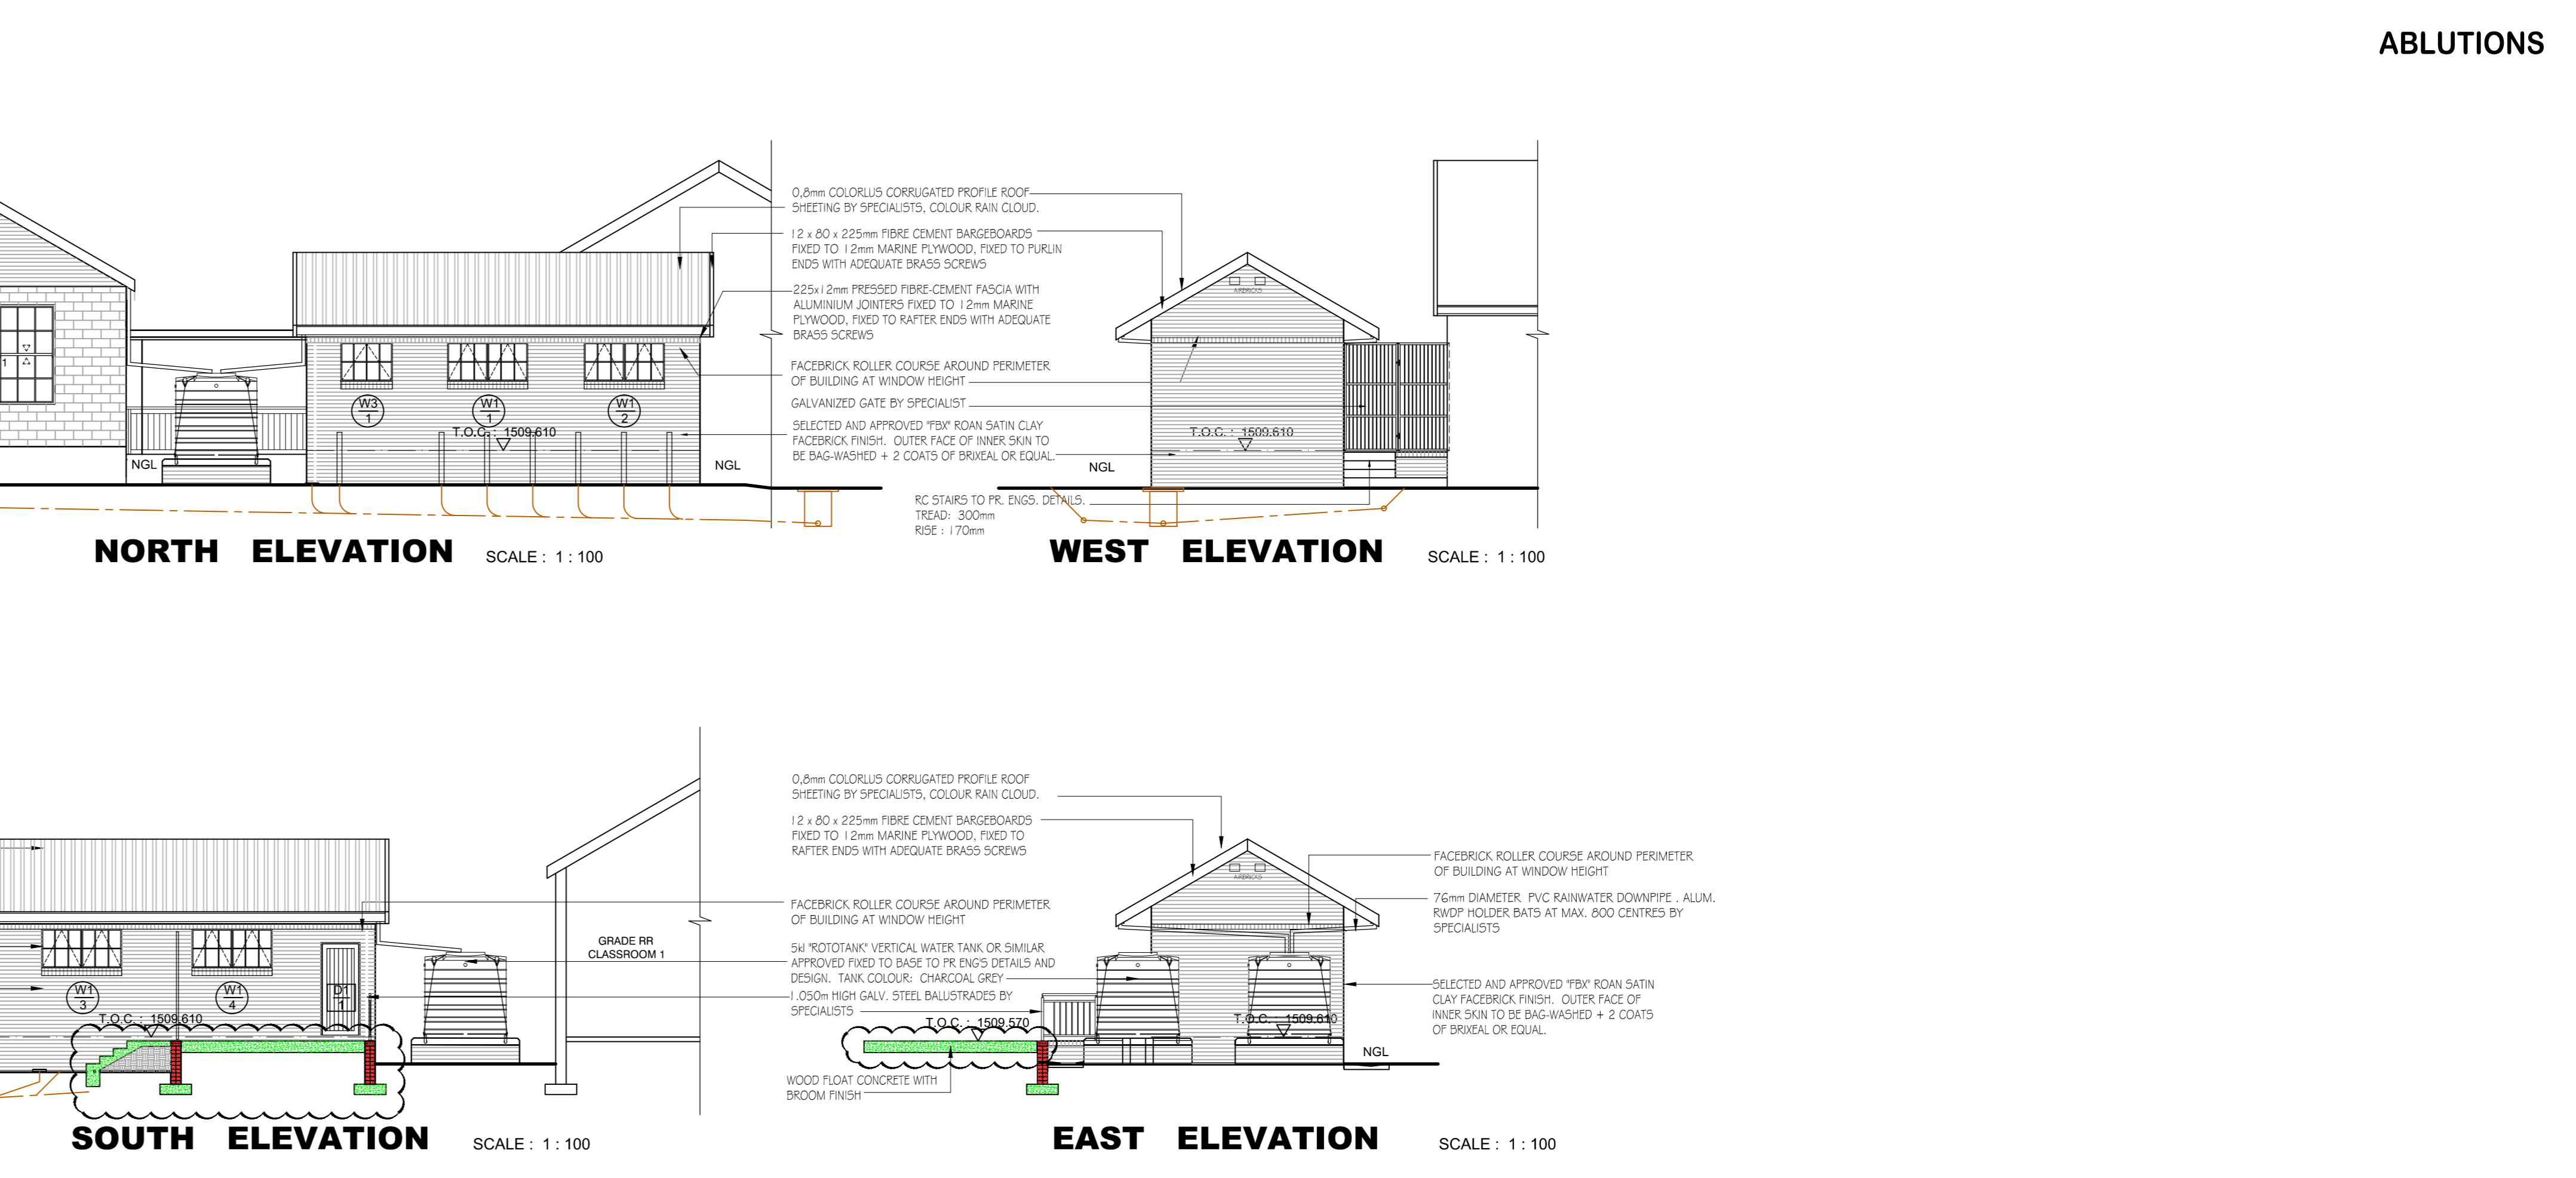 ABLUTIONS
0,8mm COLORLUS CORRUGATED PROFILE ROOF
SHEETING BY SPECIALISTS, COLOUR RAIN CLOUD.
12 x 80 x 225mm FIBRE CEMENT BARGEBOARDS
FIXED TO 12mm MARINE PLYWOOD, FIXED TO PURLIN
ENDS WITH ADEQUATE BRASS SCREWS
225x12mm PRESSED FIBRE-CEMENT FASCIA WITH
ALUMINIUM JOINTERS FIXED TO 12mm MARINE
PLYWOOD, FIXED TO RAFTER ENDS WITH ADEQUATE
BRASS SCREWS
FACEBRICK ROLLER COURSE AROUND PERIMETER
OF BUILDING AT WINDOW HEIGHT
GALVANIZED GATE BY SPECIALIST
SELECTED AND APPROVED "FBX" ROAN SATIN CLAY
FACEBRICK FINISH. OUTER FACE OF INNER SKIN TO
BE BAG-WASHED + 2 COATS OF BRIXEAL OR EQUAL.
RC STAIRS TO PR. ENGS. DETAILS.
TREAD: 300mm
RISE : 170mm
1
W3
1
W1
1
W1
2
T.O.C. : 1509.610
NGL
NGL
NORTH ELEVATION SCALE : 1 : 100
AIRBRICKS
T.O.C. : 1509.610
NGL
WEST ELEVATION SCALE : 1 : 100
W1
3
W1
4
D1
1
T.O.C. : 1509.610
GRADE RR
CLASSROOM 1
SOUTH ELEVATION SCALE : 1 : 100
0,8mm COLORLUS CORRUGATED PROFILE ROOF
SHEETING BY SPECIALISTS, COLOUR RAIN CLOUD.
12 x 80 x 225mm FIBRE CEMENT BARGEBOARDS
FIXED TO 12mm MARINE PLYWOOD, FIXED TO
RAFTER ENDS WITH ADEQUATE BRASS SCREWS
FACEBRICK ROLLER COURSE AROUND PERIMETER
OF BUILDING AT WINDOW HEIGHT
5kl "ROTOTANK" VERTICAL WATER TANK OR SIMILAR
APPROVED FIXED TO BASE TO PR ENG'S DETAILS AND
DESIGN. TANK COLOUR: CHARCOAL GREY
1.050m HIGH GALV. STEEL BALUSTRADES BY
SPECIALISTS
T.O.C. : 1509.570
WOOD FLOAT CONCRETE WITH
BROOM FINISH
AIRBRICKS
T.O.C. : 1509.610
NGL
FACEBRICK ROLLER COURSE AROUND PERIMETER
OF BUILDING AT WINDOW HEIGHT
76mm DIAMETER PVC RAINWATER DOWNPIPE . ALUM.
RWDP HOLDER BATS AT MAX. 800 CENTRES BY
SPECIALISTS
SELECTED AND APPROVED "FBX" ROAN SATIN
CLAY FACEBRICK FINISH. OUTER FACE OF
INNER SKIN TO BE BAG-WASHED + 2 COATS
OF BRIXEAL OR EQUAL.
EAST ELEVATION SCALE : 1 : 100